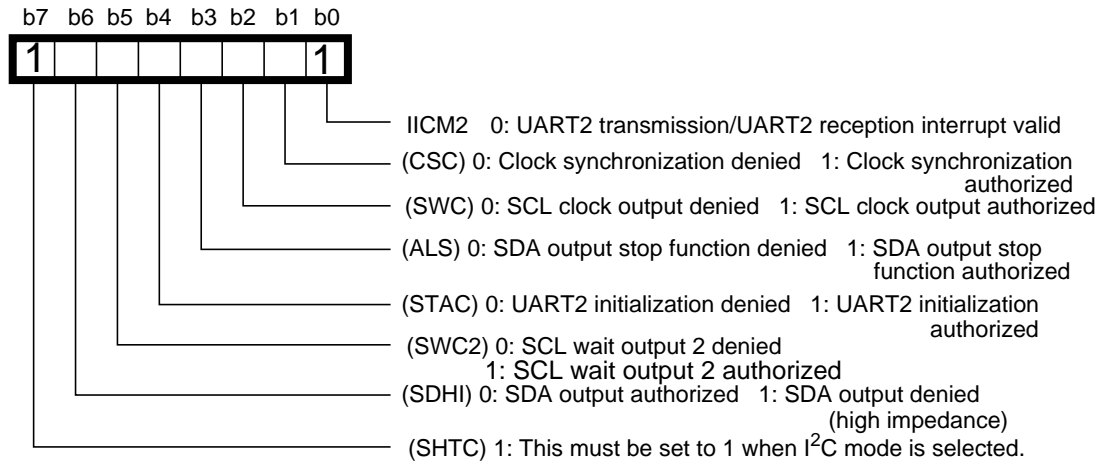 b7 b6 b5 b4 b3 b2 b1 b0
1 1
IICM2 0: UART2 transmission/UART2 reception interrupt valid
(CSC) 0: Clock synchronization denied 1: Clock synchronization
authorized
(SWC) 0: SCL clock output denied 1: SCL clock output authorized
(ALS) 0: SDA output stop function denied 1: SDA output stop
function authorized
(STAC) 0: UART2 initialization denied 1: UART2 initialization
authorized
(SWC2) 0: SCL wait output 2 denied
1: SCL wait output 2 authorized
(SDHI) 0: SDA output authorized 1: SDA output denied
(high impedance)
(SHTC) 1: This must be set to 1 when I²C mode is selected.